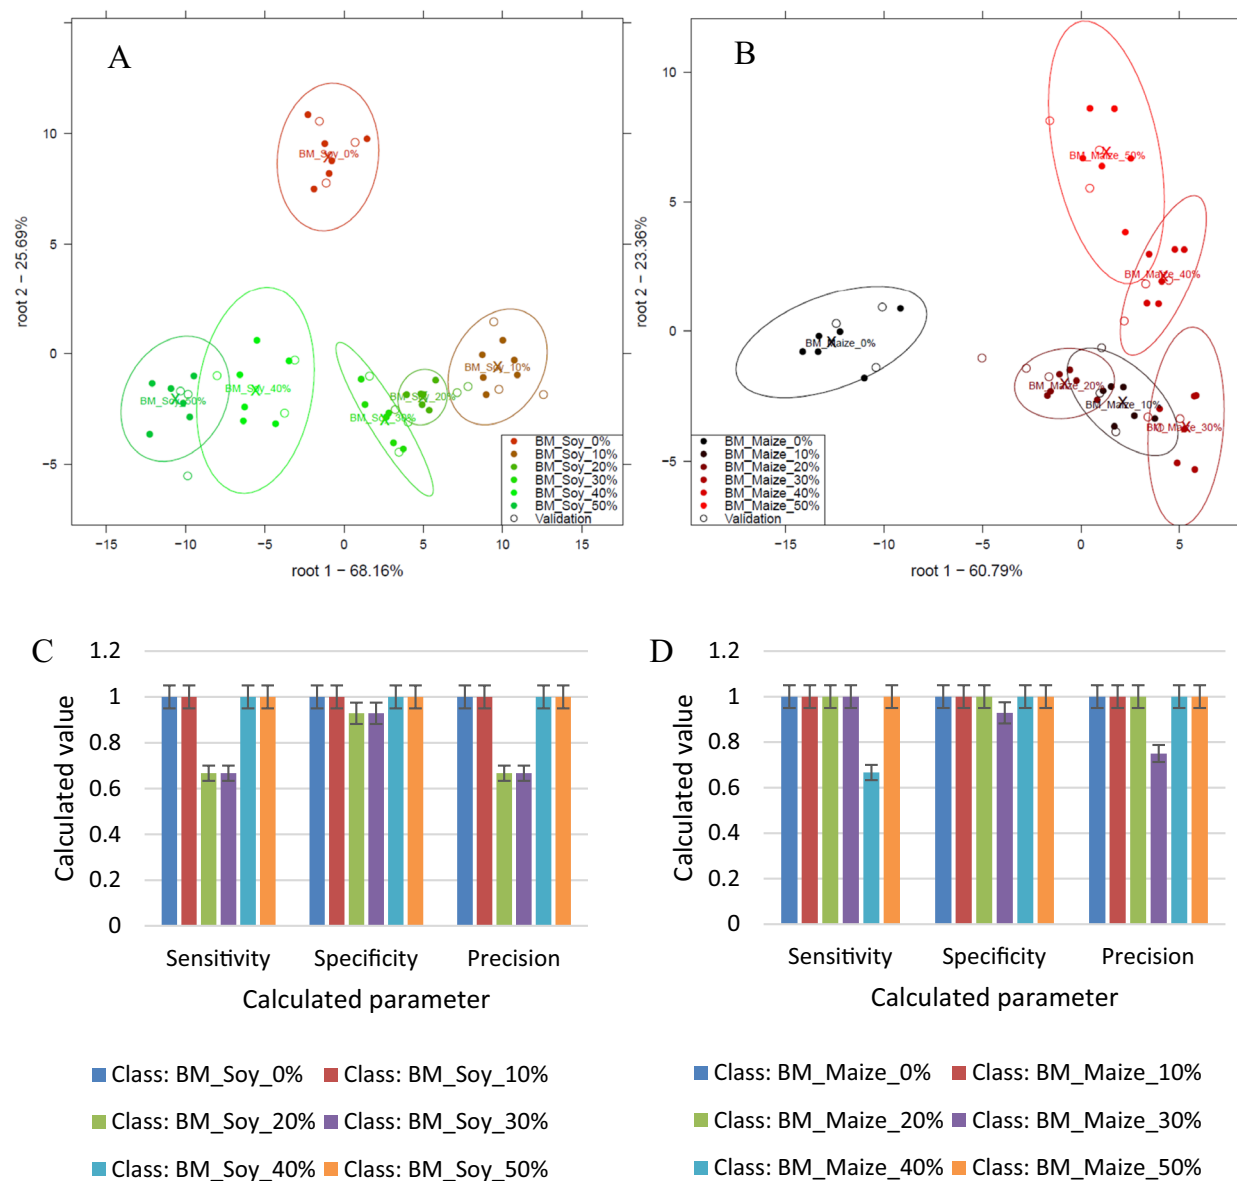 A
10
5
0
−5
root 2 − 25.69%
BM_Soy_0%
BM_Soy_10%
BM_Soy_20%
BM_Soy_40%
BM_Soy_0%
BM_Soy_10%
BM_Soy_20%
BM_Soy_30%
BM_Soy_40%
BM_Soy_50%
Validation
−15 −10 −5 0 5 10 15
root 1 − 68.16%
B
10
5
0
−5
root 2 − 23.36%
BM_Maize_50%
BM_Maize_40%
BM_Maize_0%
BM_Maize_20%
BM_Maize_10%
BM_Maize_30%
BM_Maize_0%
BM_Maize_10%
BM_Maize_20%
BM_Maize_30%
BM_Maize_40%
BM_Maize_50%
Validation
−15 −10 −5 0 5
root 1 − 60.79%
C
1.2
1
0.8
0.6
0.4
0.2
0
Calculated value
Sensitivity Specificity Precision
Calculated parameter
Class: BM_Soy_0% Class: BM_Soy_10%
Class: BM_Soy_20% Class: BM_Soy_30%
Class: BM_Soy_40% Class: BM_Soy_50%
D
1.2
1
0.8
0.6
0.4
0.2
0
Calculated value
Sensitivity Specificity Precision
Calculated parameter
Class: BM_Maize_0% Class: BM_Maize_10%
Class: BM_Maize_20% Class: BM_Maize_30%
Class: BM_Maize_40% Class: BM_Maize_50%